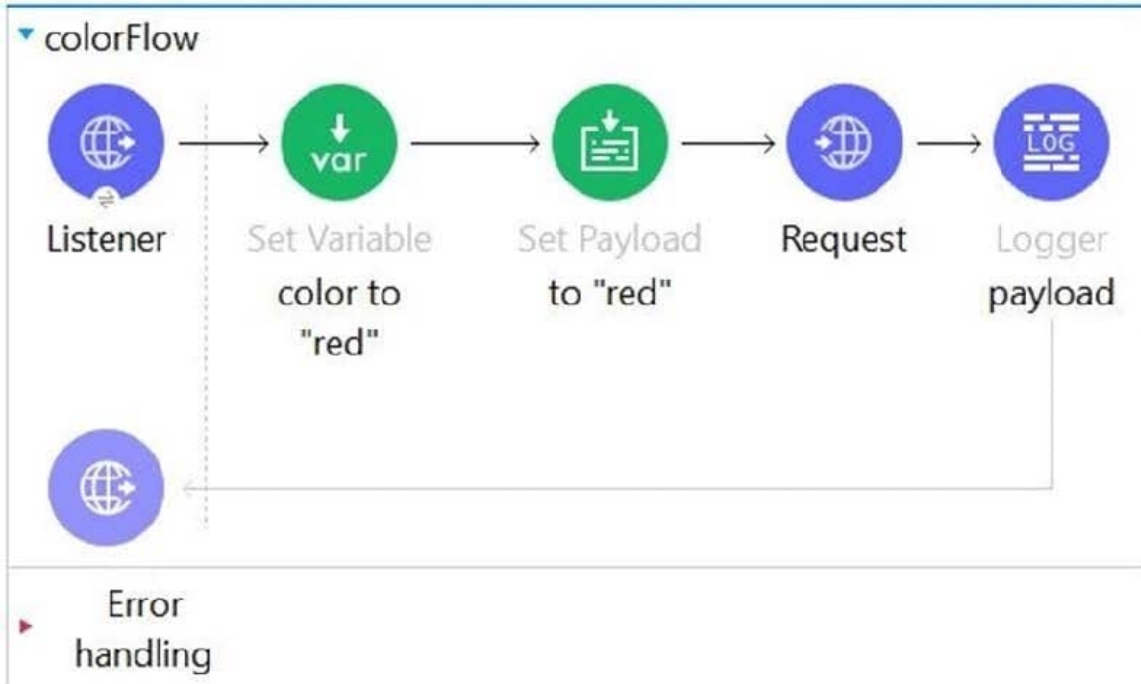 colorFlow
var
LOG
Listener
Set Variable
Set Payload
Request
Logger
color to
"red"
to "red"
payload
Error
handling